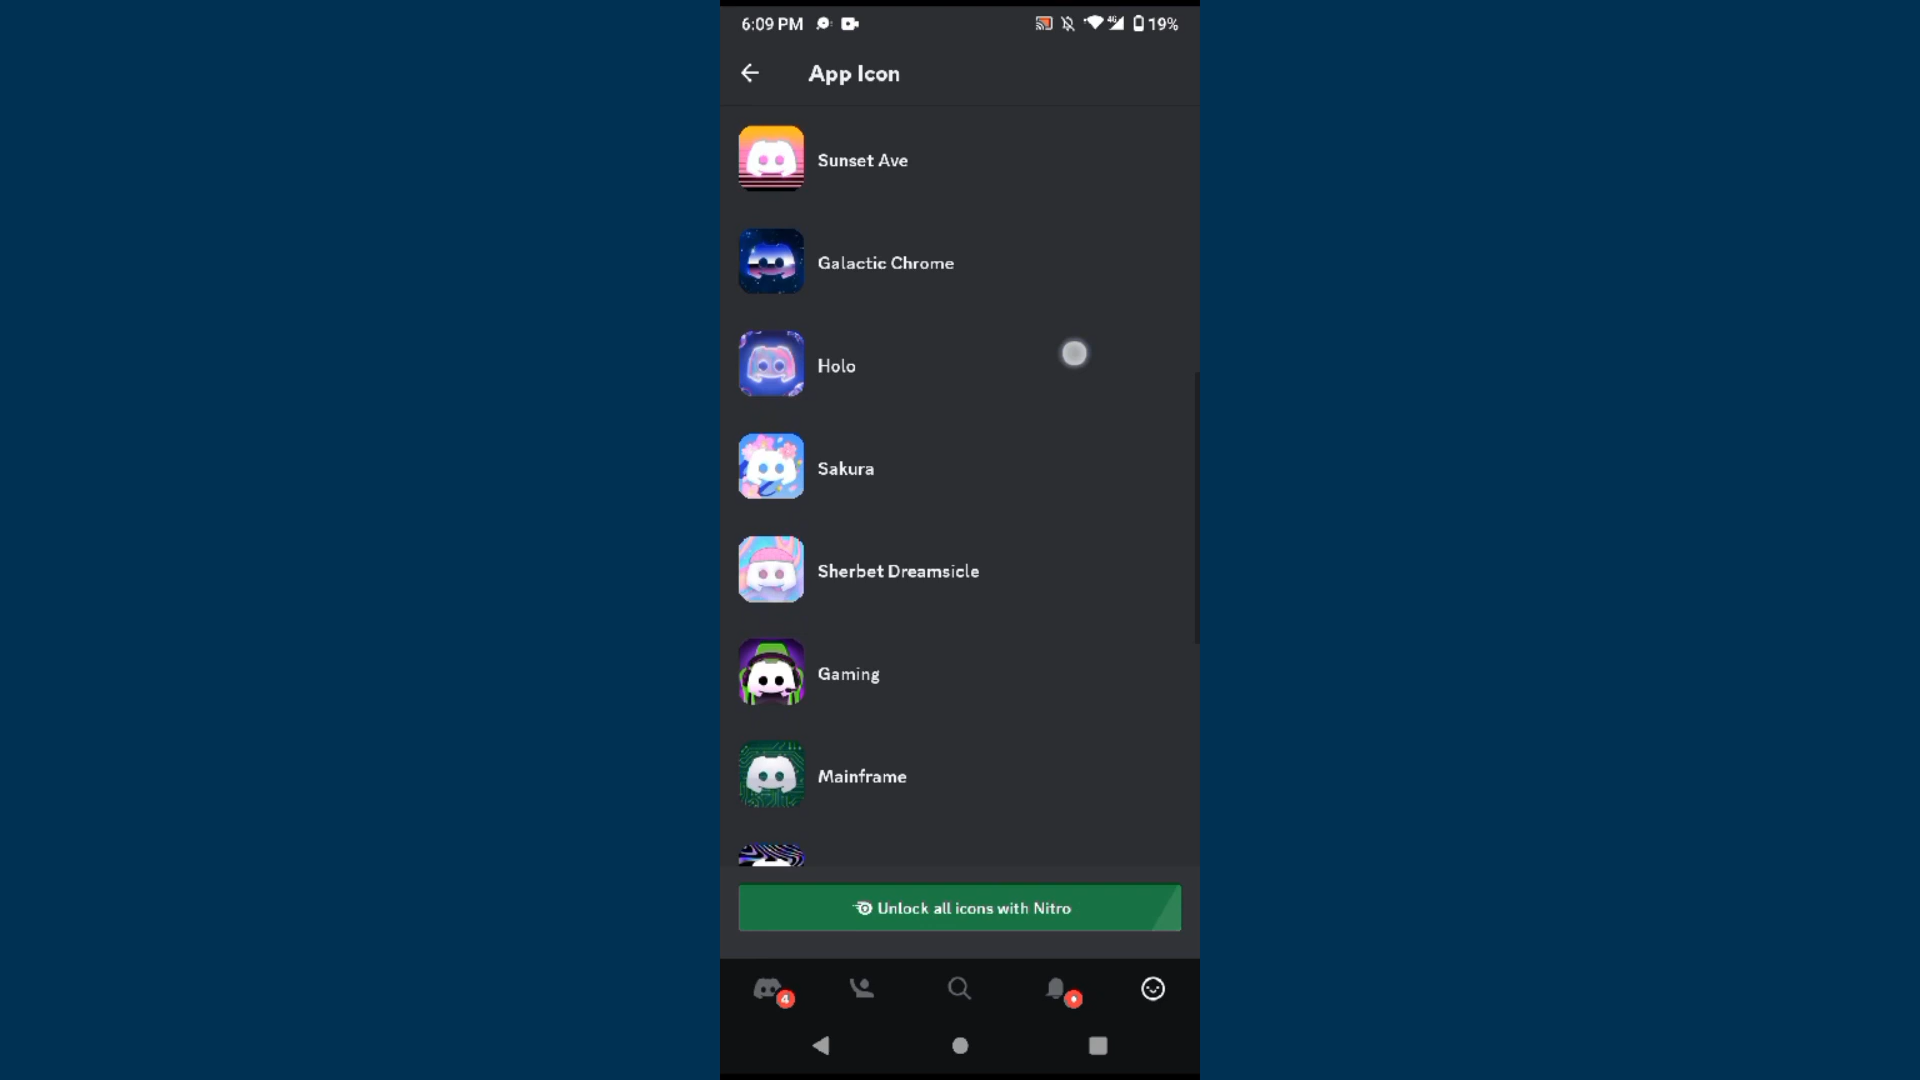 6:09 PM
4G
19%
App Icon
Sunset Ave
Galactic Chrome
Holo
Sakura
Sherbet Dreamsicle
Gaming
Mainframe
Unlock all icons with Nitro
4